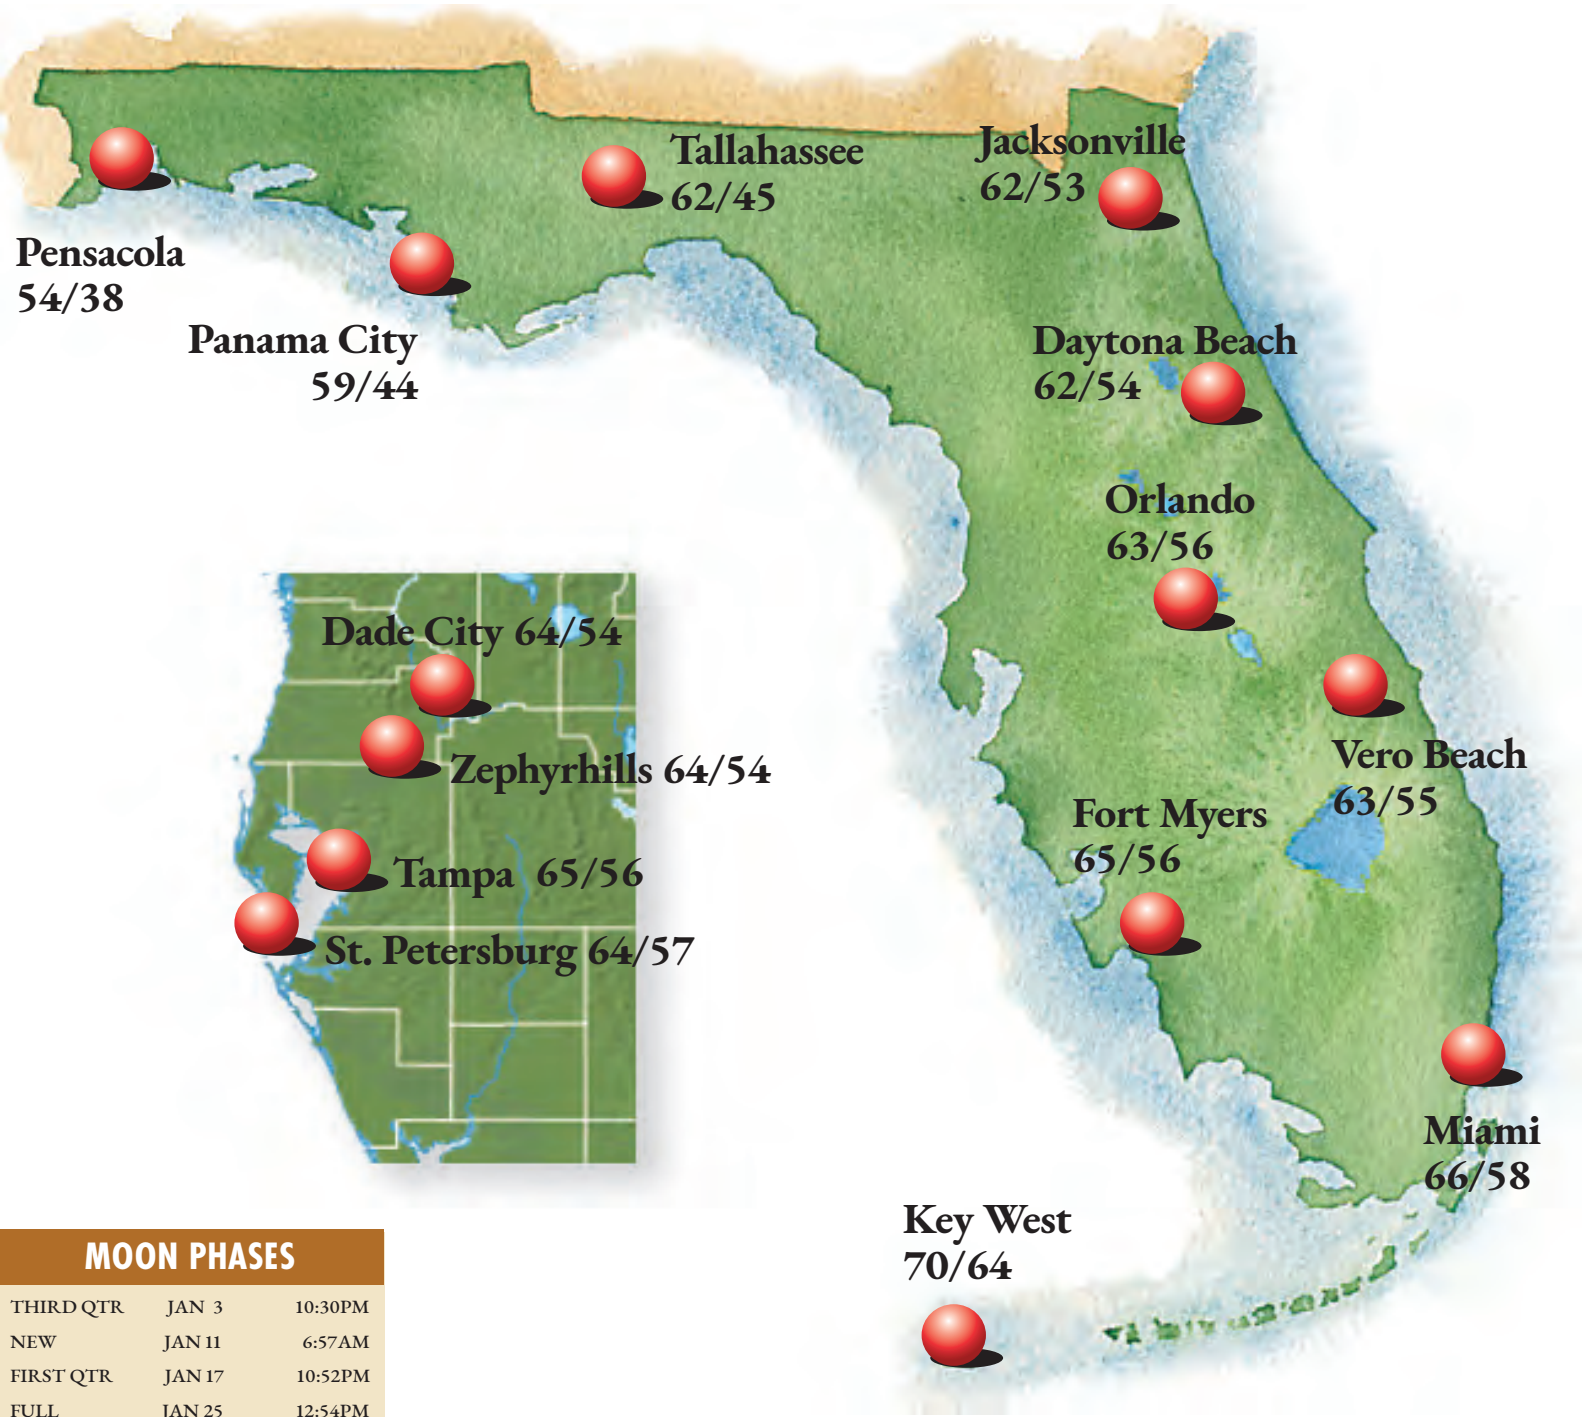 Tallahassee
62/45
Jacksonville
62/53
Pensacola
54/38
Panama City
59/44
Daytona Beach
62/54
Orlando
63/56
Dade City 64/54
Zephyrhills 64/54
Vero Beach
63/55
Fort Myers
65/56
Tampa 65/56
St. Petersburg 64/57
Miami
66/58
Key West
70/64
MOON PHASES
THIRD QTR JAN 3 10:30PM
NEW JAN 11 6:57AM
FIRST QTR JAN 17 10:52PM
FULL JAN 25 12:54PM